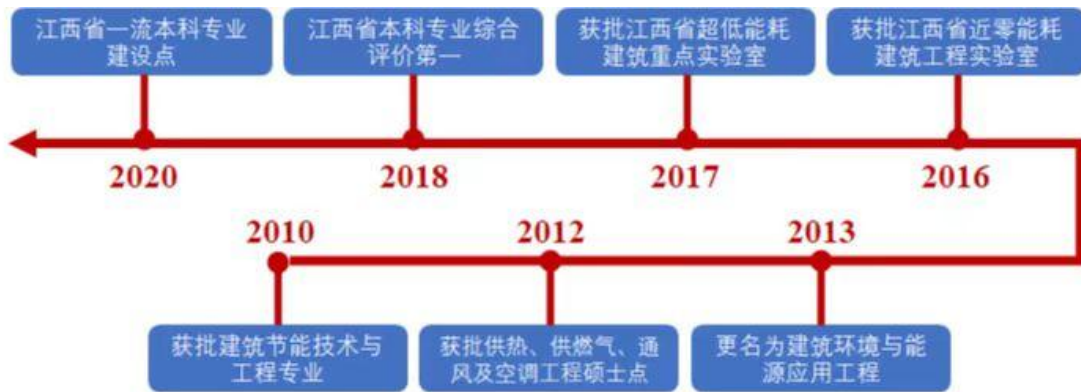 江西省一流本科专业
建设点
江西省本科专业综合
评价第一
获批江西省超低能耗
建筑重点实验室
获批江西省近零能耗
建筑工程实验室
2020
2018
2017
2016
2010
2012
2013
获批建筑节能技术与
工程专业
获批供热、供燃气、通
风及空调工程硕士点
更名为建筑环境与能
源应用工程